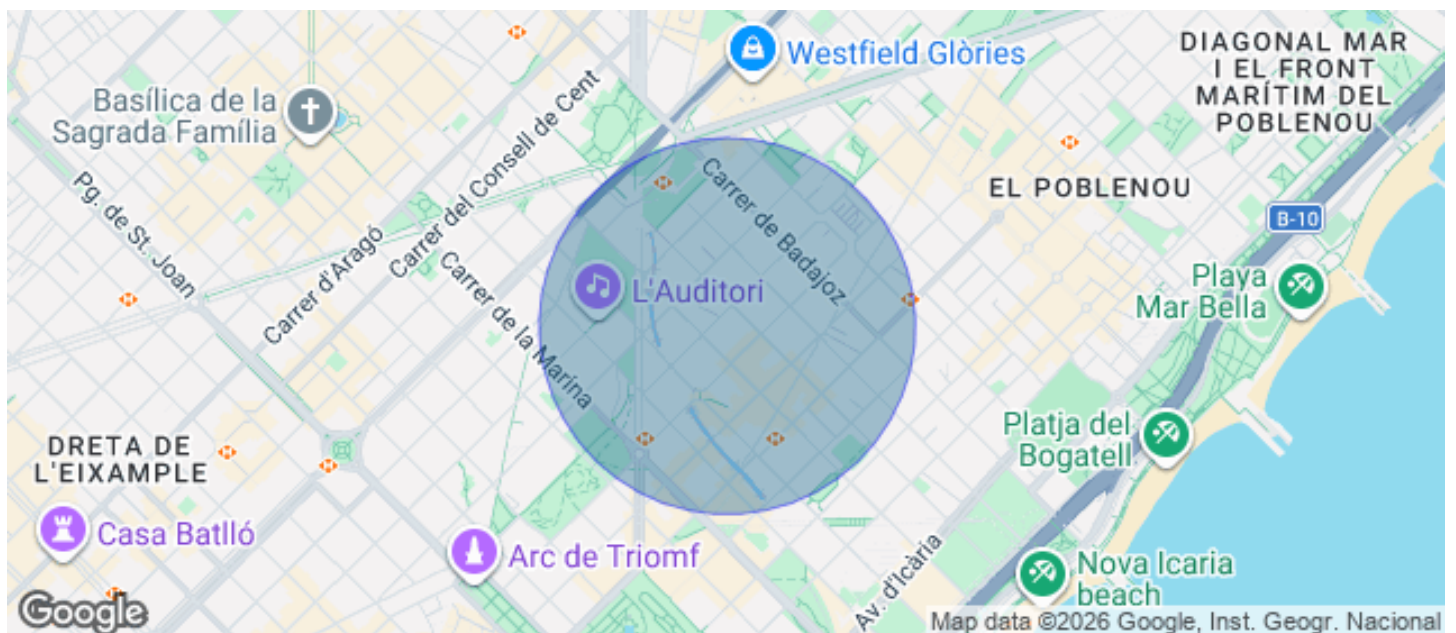 Westfield Glòries
DIAGONAL MAR
I EL FRONT
MARÍTIM DEL
POBLENOU
Basílica de la
Sagrada Família
Carrer del Consell de Cent
Carrer de Badajoz
EL POBLENOU
Pg. de St. Joan
B-10
Carrer d'Aragó
Carrer de la Marina
L'Auditori
Playa
Mar Bella
Platja del
Bogatell
DRETA DE
L'EIXAMPLE
Casa Batlló
Arc de Triomf
Av. d'Icària
Nova Icaria
beach
Google
Map data ©2026 Google, Inst. Geogr. Nacional